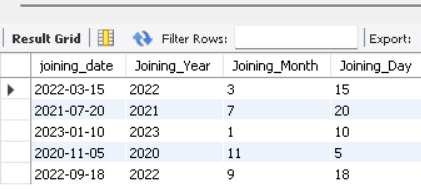 Result Grid Filter Rows: Export:
joining_date Joining_Year Joining_Month Joining_Day
2022-03-15 2022 3 15
2021-07-20 2021 7 20
2023-01-10 2023 1 10
2020-11-05 2020 11 5
2022-09-18 2022 9 18